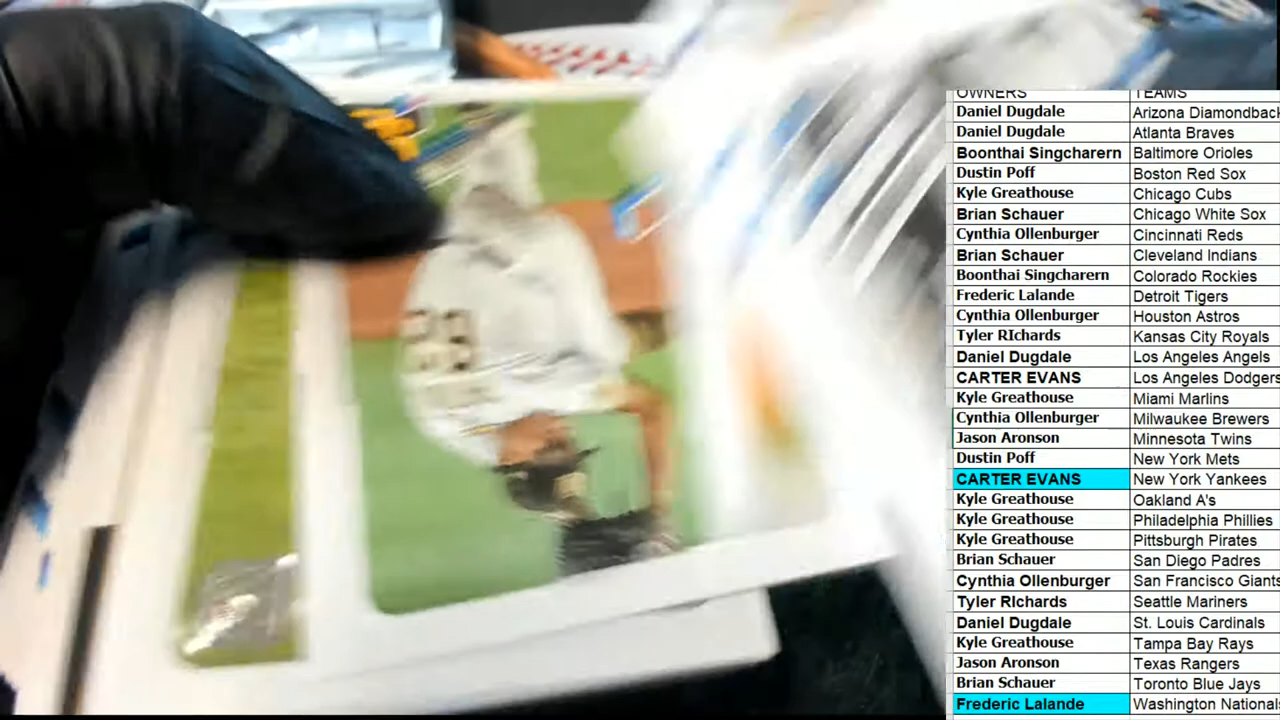 OWNERS TEAMS
Daniel Dugdale Arizona Diamondback
Daniel Dugdale Atlanta Braves
Boonthai Singcharern Baltimore Orioles
Dustin Poff Boston Red Sox
Kyle Greathouse Chicago Cubs
Brian Schauer Chicago White Sox
Cynthia Ollenburger Cincinnati Reds
Brian Schauer Cleveland Indians
Boonthai Singcharern Colorado Rockies
Frederic Lalande Detroit Tigers
Cynthia Ollenburger Houston Astros
Tyler RIchards Kansas City Royals
Daniel Dugdale Los Angeles Angels
CARTER EVANS Los Angeles Dodgers
Kyle Greathouse Miami Marlins
Cynthia Ollenburger Milwaukee Brewers
Jason Aronson Minnesota Twins
Dustin Poff New York Mets
CARTER EVANS New York Yankees
Kyle Greathouse Oakland A's
Kyle Greathouse Philadelphia Phillies
Kyle Greathouse Pittsburgh Pirates
Brian Schauer San Diego Padres
Cynthia Ollenburger San Francisco Giants
Tyler RIchards Seattle Mariners
Daniel Dugdale St. Louis Cardinals
Kyle Greathouse Tampa Bay Rays
Jason Aronson Texas Rangers
Brian Schauer Toronto Blue Jays
Frederic Lalande Washington National